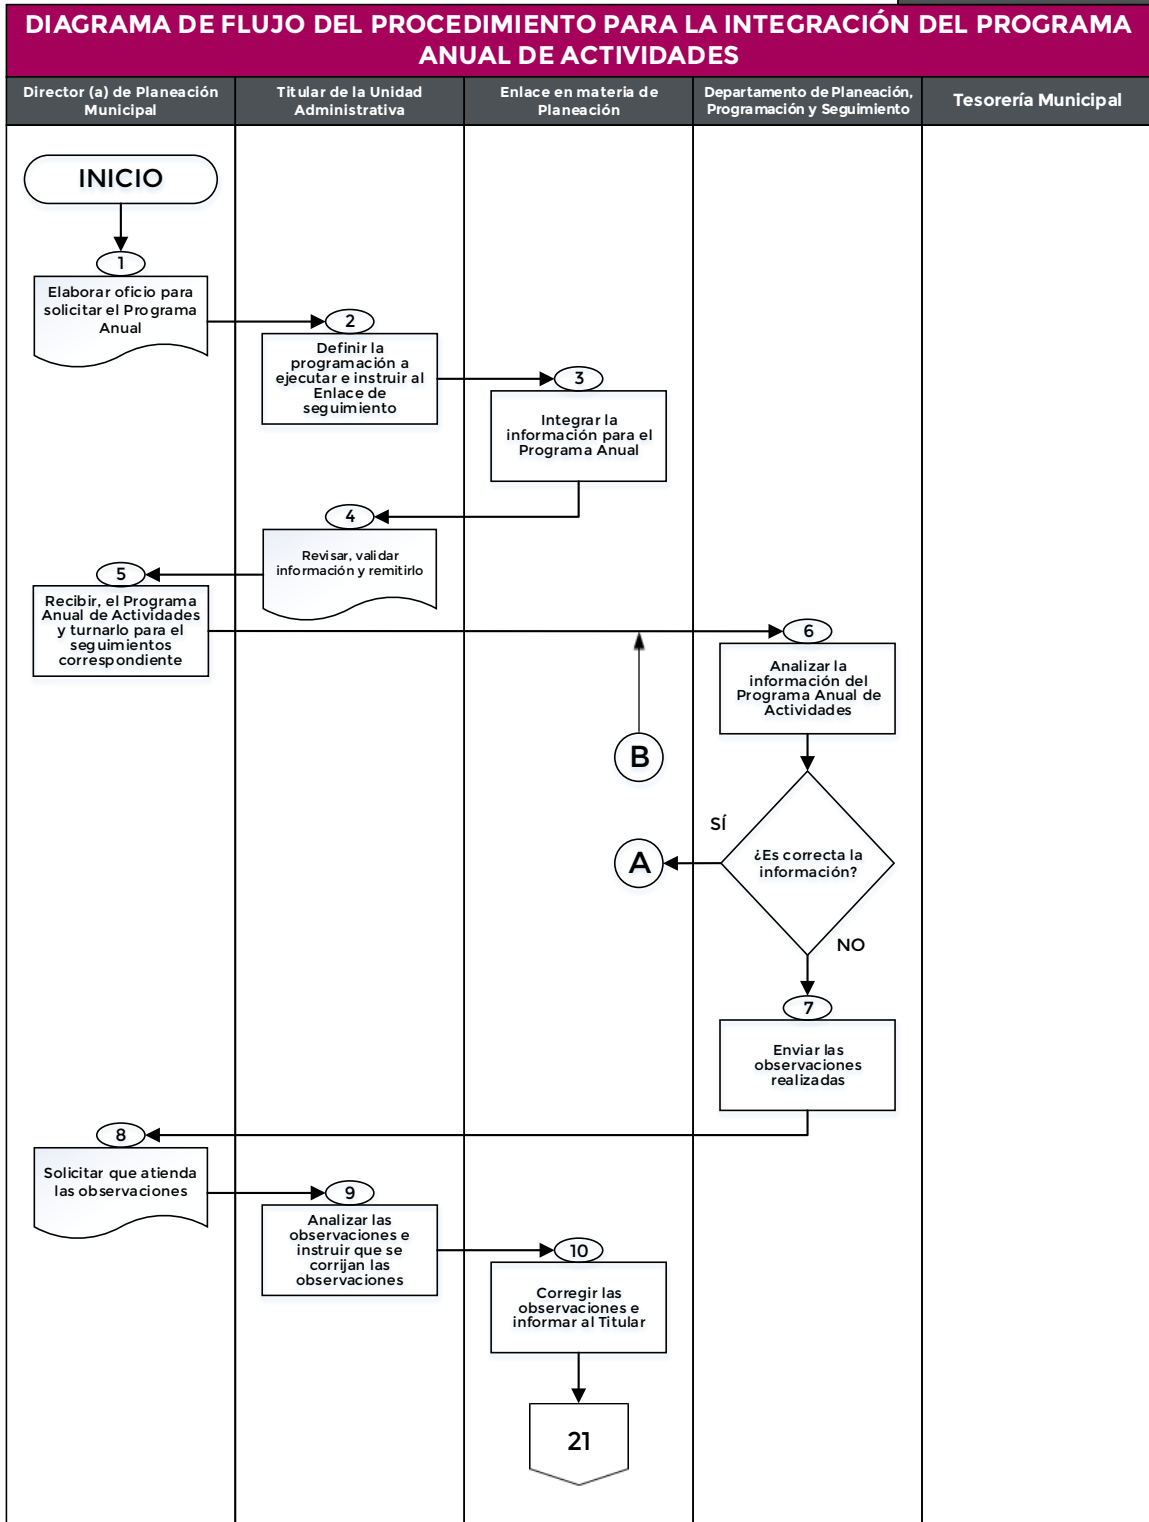 DIAGRAMA DE FLUJO DEL PROCEDIMIENTO PARA LA INTEGRACIÓN DEL PROGRAMA
ANUAL DE ACTIVIDADES
Director (a) de Planeación
Municipal
Titular de la Unidad
Administrativa
Enlace en materia de
Planeación
Departamento de Planeación,
Programación y Seguimiento
Tesorería Municipal
INICIO
1
Elaborar oficio para
solicitar el Programa
Anual
2
Definir la
programación a
ejecutar e instruir al
Enlace de
seguimiento
3
Integrar la
información para el
Programa Anual
4
Revisar, validar
información y remitirlo
5
Recibir, el Programa
Anual de Actividades
y turnarlo para el
seguimientos
correspondiente
6
Analizar la
información del
Programa Anual de
Actividades
B
SÍ
¿Es correcta la
información?
A
NO
7
Enviar las
observaciones
realizadas
8
Solicitar que atienda
las observaciones
9
Analizar las
observaciones e
instruir que se
corrijan las
observaciones
10
Corregir las
observaciones e
informar al Titular
21